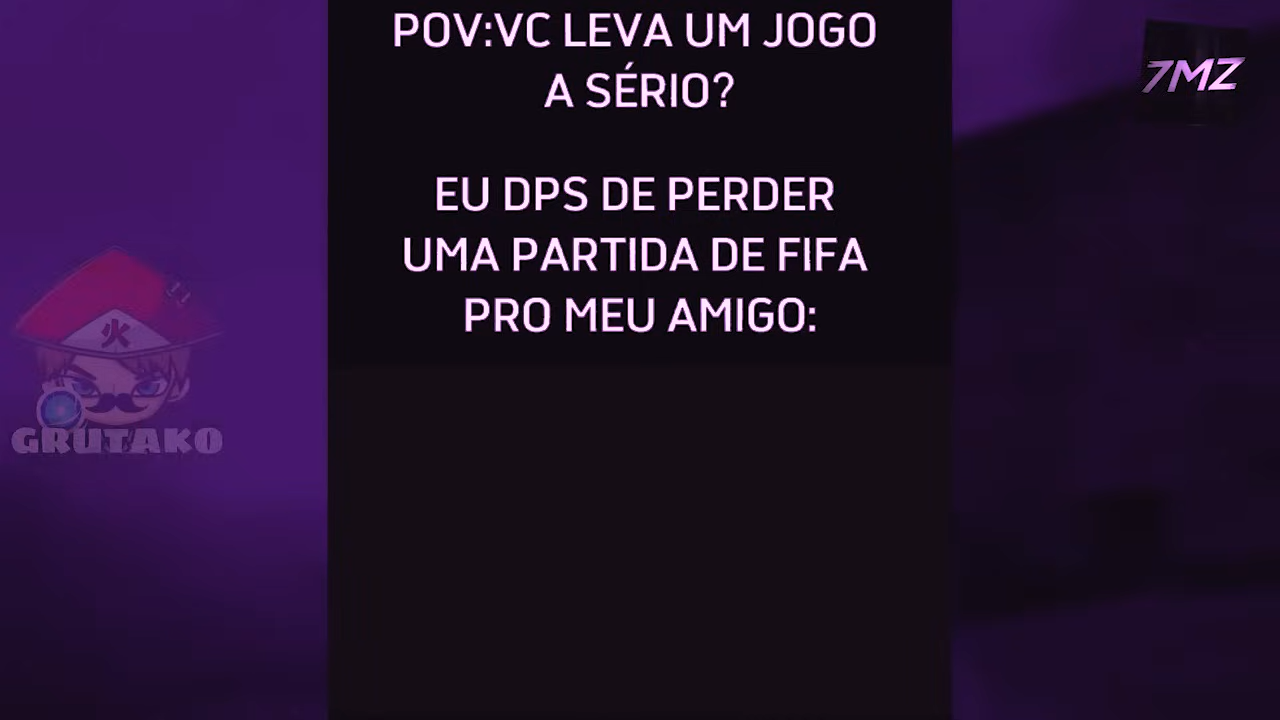 POV:VC LEVA UM JOGO
A SÉRIO?
EU DPS DE PERDER
UMA PARTIDA DE FIFA
PRO MEU AMIGO:
7MZ
火
GRUTAKO